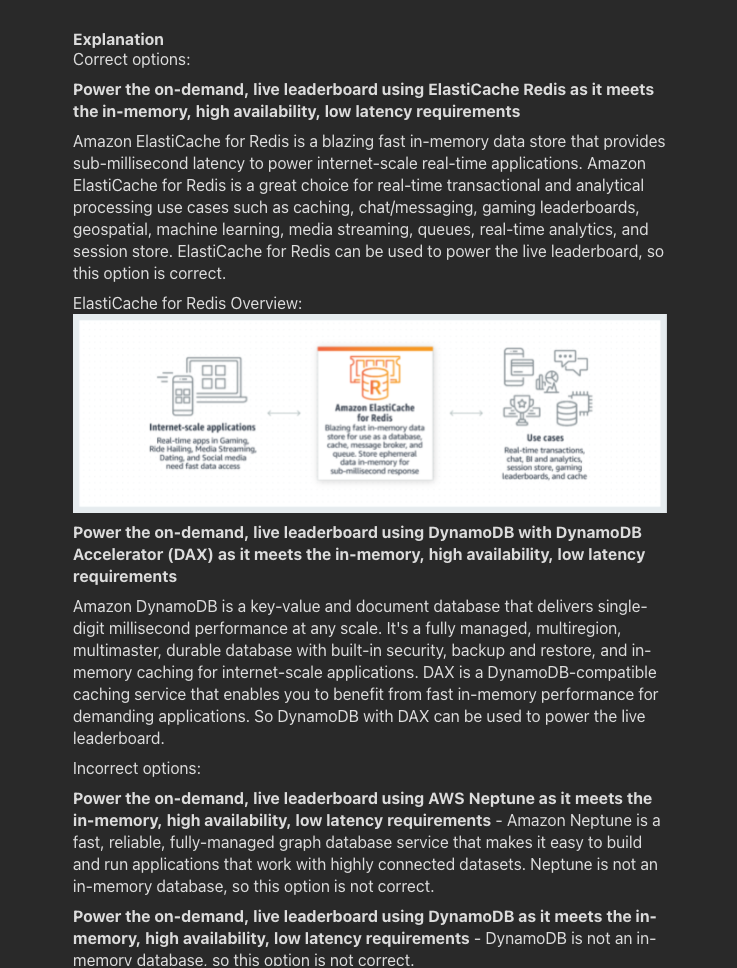 Explanation
Correct options:
Power the on-demand, live leaderboard using ElastiCache Redis as it meets
the in-memory, high availability, low latency requirements
Amazon ElastiCache for Redis is a blazing fast in-memory data store that provides
sub-millisecond latency to power internet-scale real-time applications. Amazon
ElastiCache for Redis is a great choice for real-time transactional and analytical
processing use cases such as caching, chat/messaging, gaming leaderboards,
geospatial, machine learning, media streaming, queues, real-time analytics, and
session store. ElastiCache for Redis can be used to power the live leaderboard, so
this option is correct.
ElastiCache for Redis Overview:
Internet-scale applications
Real-time apps in Gaming,
Ride Hailing, Media Streaming,
Dating, and Social media
need fast data access
R
Amazon ElastiCache
for Redis
Blazing fast in-memory data
store for use as a database,
cache, message broker, and
queue. Store ephemeral
data in-memory for
sub-millisecond response
Use cases
Real-time transactions,
chat, BI and analytics,
session store, gaming
leaderboards, and cache
Power the on-demand, live leaderboard using DynamoDB with DynamoDB
Accelerator (DAX) as it meets the in-memory, high availability, low latency
requirements
Amazon DynamoDB is a key-value and document database that delivers single-
digit millisecond performance at any scale. It's a fully managed, multiregion,
multimaster, durable database with built-in security, backup and restore, and in-
memory caching for internet-scale applications. DAX is a DynamoDB-compatible
caching service that enables you to benefit from fast in-memory performance for
demanding applications. So DynamoDB with DAX can be used to power the live
leaderboard.
Incorrect options:
Power the on-demand, live leaderboard using AWS Neptune as it meets the
in-memory, high availability, low latency requirements - Amazon Neptune is a
fast, reliable, fully-managed graph database service that makes it easy to build
and run applications that work with highly connected datasets. Neptune is not an
in-memory database, so this option is not correct.
Power the on-demand, live leaderboard using DynamoDB as it meets the in-
memory, high availability, low latency requirements - DynamoDB is not an in-
memory database, so this option is not correct.